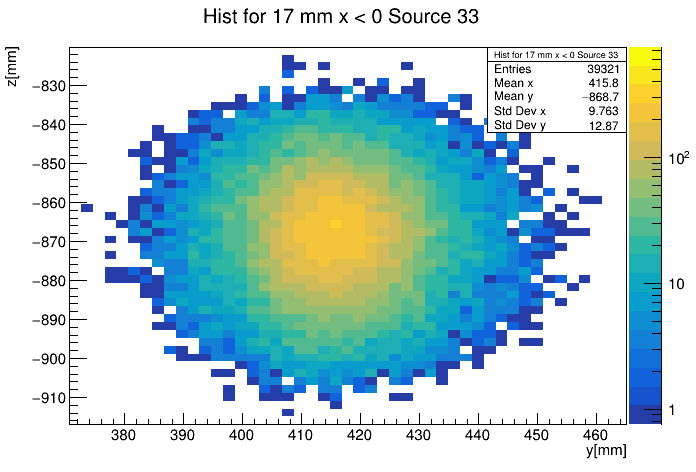 Hist for 17 mm x < 0 Source 33
z[mm]
Hist for 17 mm x < 0 Source 33
Entries 39321
Mean x 415.8
Mean y −868.7
Std Dev x 9.763
Std Dev y 12.87
−830
−840
−850
−860
−870
−880
−890
−900
−910
10²
10
1
380 390 400 410 420 430 440 450 460
y[mm]